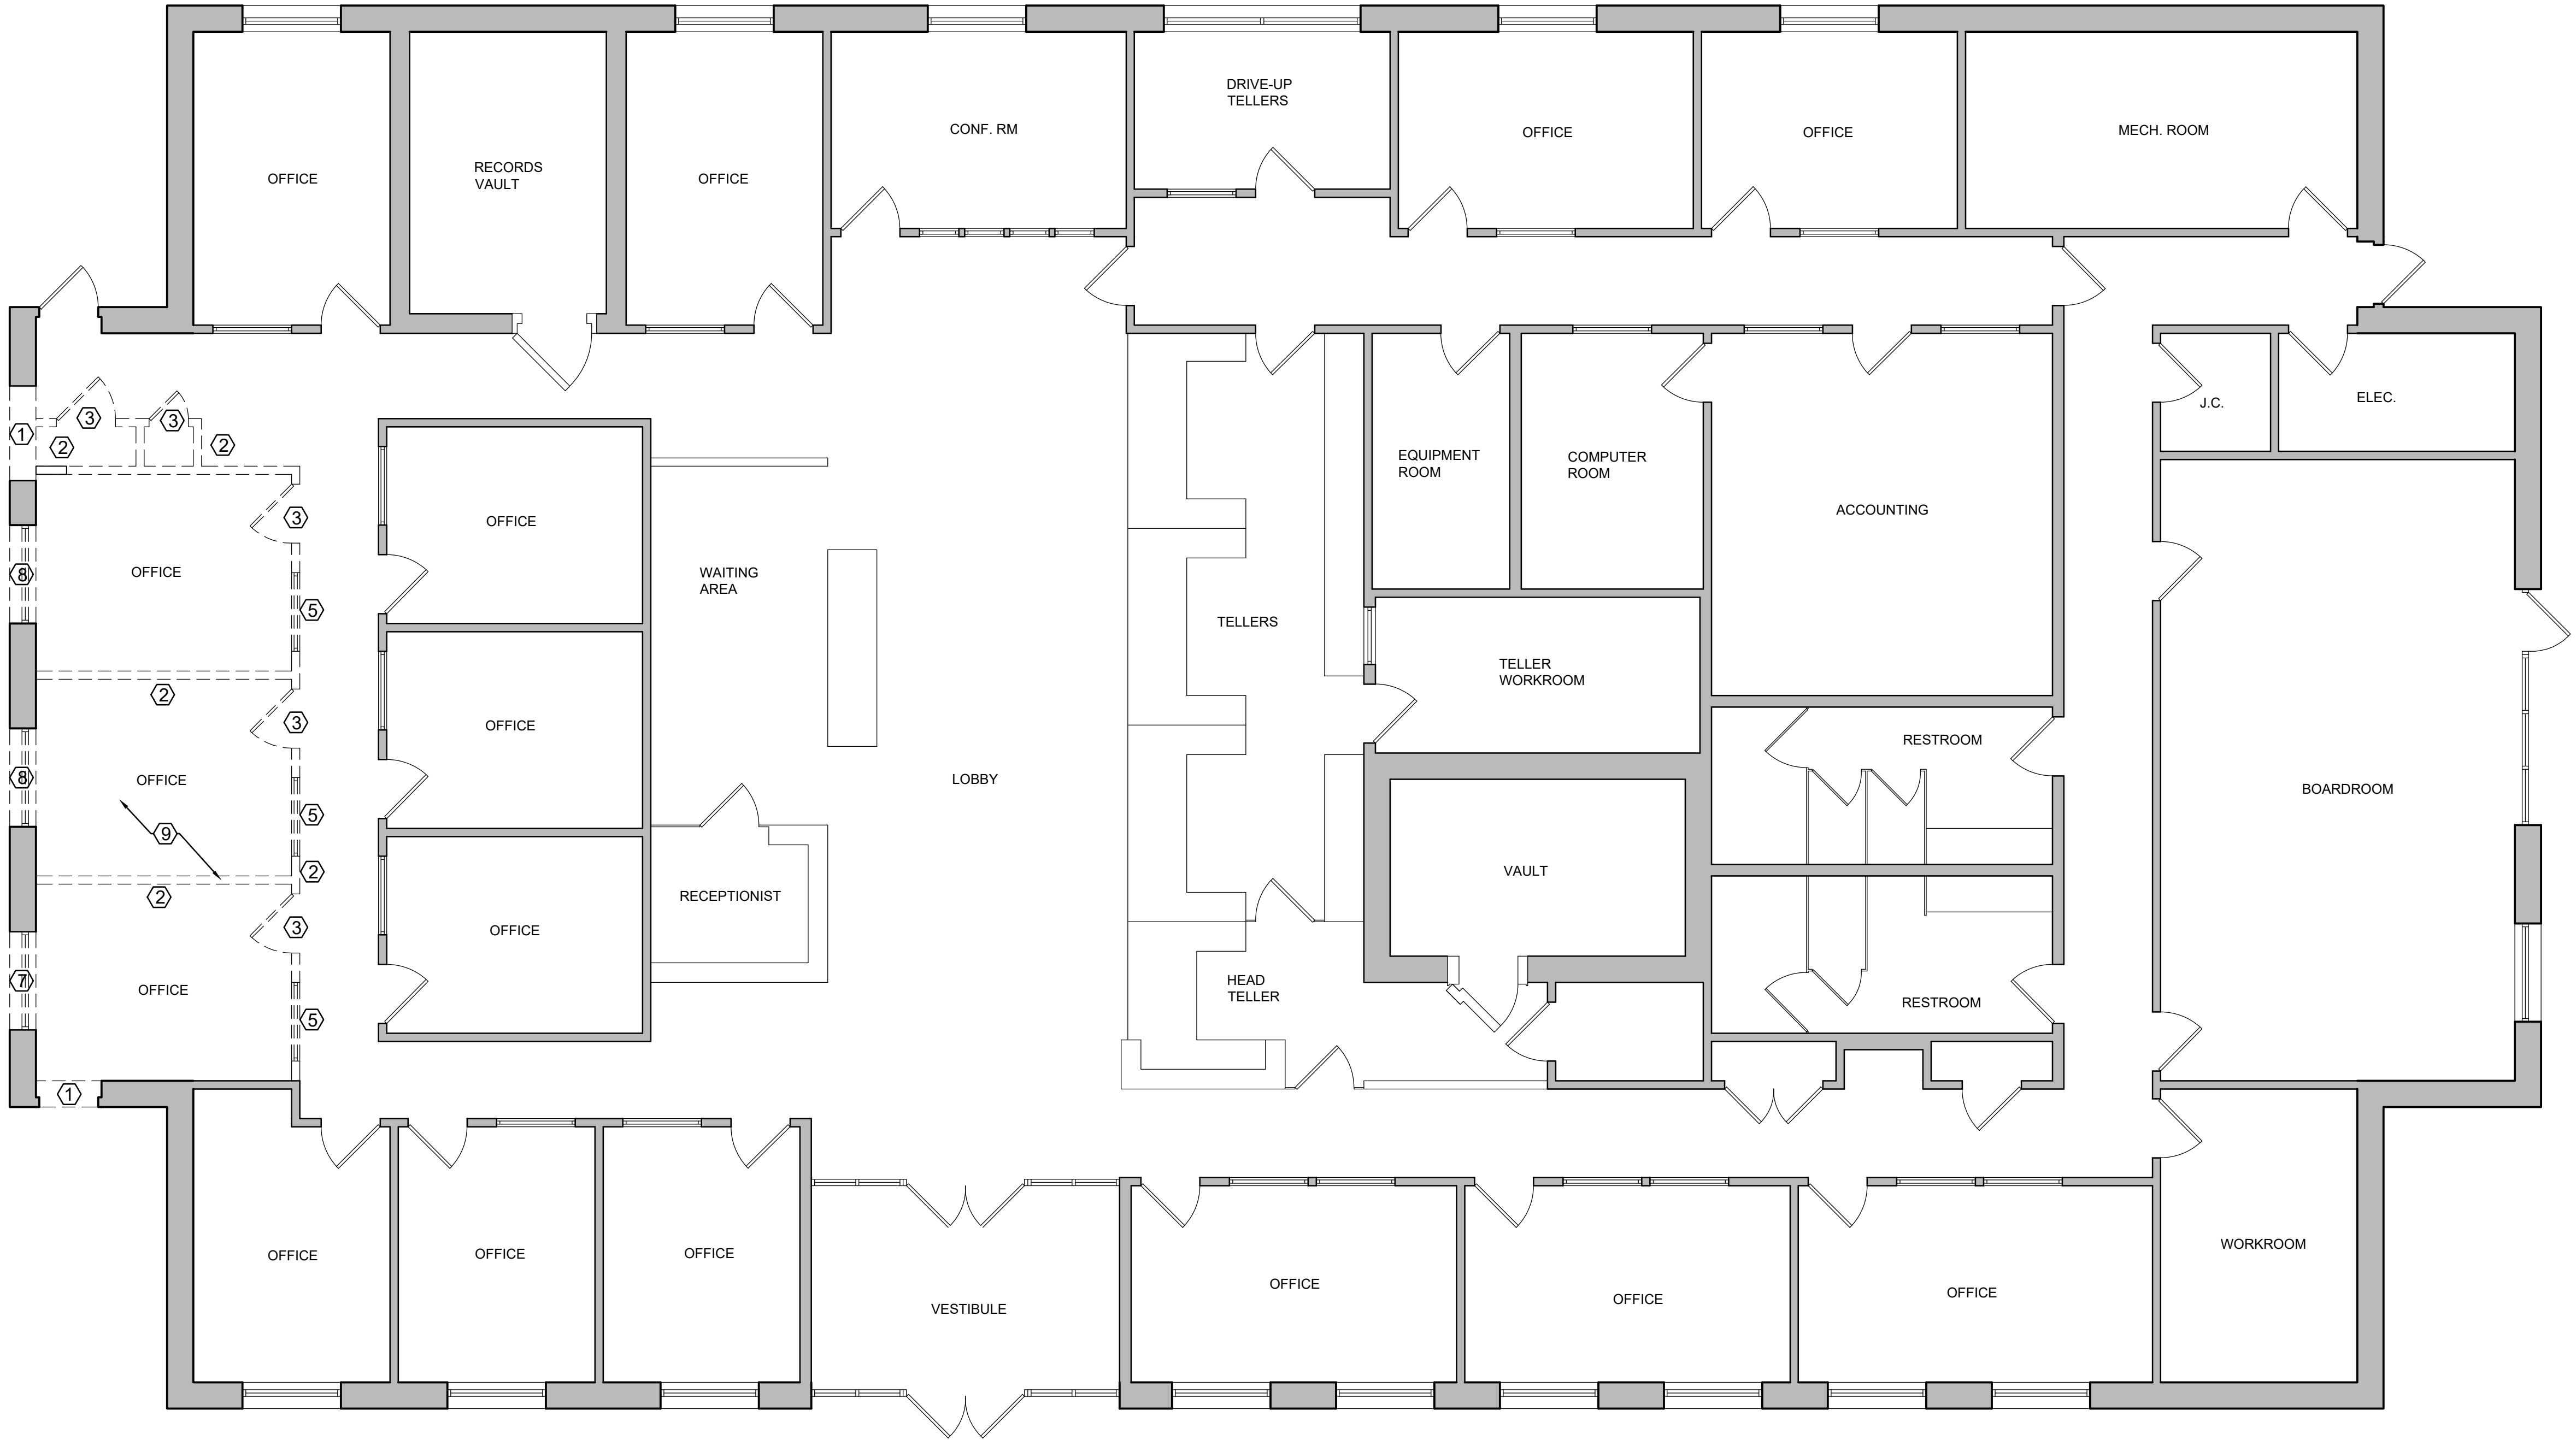 DRIVE-UP
TELLERS
CONF. RM
OFFICE
OFFICE
MECH. ROOM
RECORDS
VAULT
OFFICE
OFFICE
J.C.
ELEC.
3
3
1
2
2
EQUIPMENT
ROOM
COMPUTER
ROOM
ACCOUNTING
3
OFFICE
8
OFFICE
WAITING
AREA
5
TELLERS
TELLER
WORKROOM
2
3
OFFICE
RESTROOM
8
OFFICE
LOBBY
BOARDROOM
5
9
2
VAULT
2
RECEPTIONIST
3
OFFICE
7
OFFICE
HEAD
TELLER
RESTROOM
5
1
OFFICE
OFFICE
OFFICE
WORKROOM
OFFICE
OFFICE
OFFICE
VESTIBULE